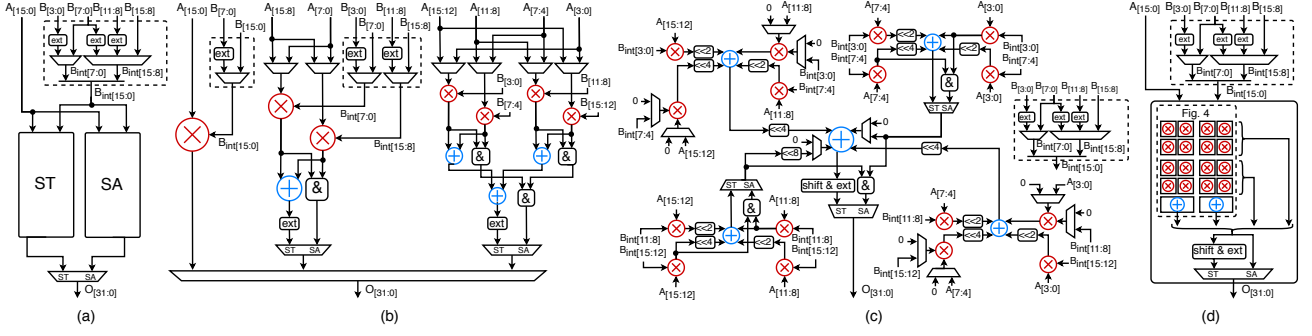 A[15:0] B[3:0] B[7:0] B[11:8] B[15:8]
ext ext ext
Bint[7:0] Bint[15:8]
Bint[15:0]
ST SA
ST SA
O[31:0]
(a)
A[15:0] B[7:0] A[15:8] A[7:0] B[3:0] B[7:0] B[11:8] B[15:8] A[15:12] A[11:8] A[7:4] A[3:0]
B[15:0]
ext ext ext
B[3:0] B[11:8]
Bint[7:0]
B[7:4] B[15:12]
Bint[15:0] Bint[15:8]
& & &
&
ext ext
ST SA ST SA
O[31:0]
(b)
A[15:12] 0 A[11:8]
Bint[3:0] <<2 0
<<4 <<2 Bint[3:0]
0 Bint[7:4]
Bint[7:4] A[11:8]
0 A[15:12]
A[7:4] A[3:0]
Bint[3:0] <<2 Bint[3:0]
Bint[7:4] <<4 <<2 Bint[7:4]
A[7:4] & A[3:0]
ST SA
<<4 0
0
<<8 <<4
ST SA shift & ext &
& ST SA
A[15:12] A[11:8]
Bint[11:8] <<2 Bint[11:8]
Bint[15:12] <<4 <<2 Bint[15:12]
A[15:12] A[11:8]
O[31:0]
B[3:0] B[7:0] B[11:8] B[15:8]
ext ext ext
Bint[7:0] Bint[15:8]
Bint[15:0]
A[7:4] 0 A[3:0]
Bint[11:8] <<2 0
0 <<4 <<2 Bint[11:8]
Bint[15:12] Bint[15:12]
0 A[7:4] A[3:0]
(c)
A[15:0] B[3:0] B[7:0] B[11:8] B[15:8]
ext ext ext
Bint[7:0] Bint[15:8]
Bint[15:0]
Fig. 4
shift & ext
ST SA
O[31:0]
(d)